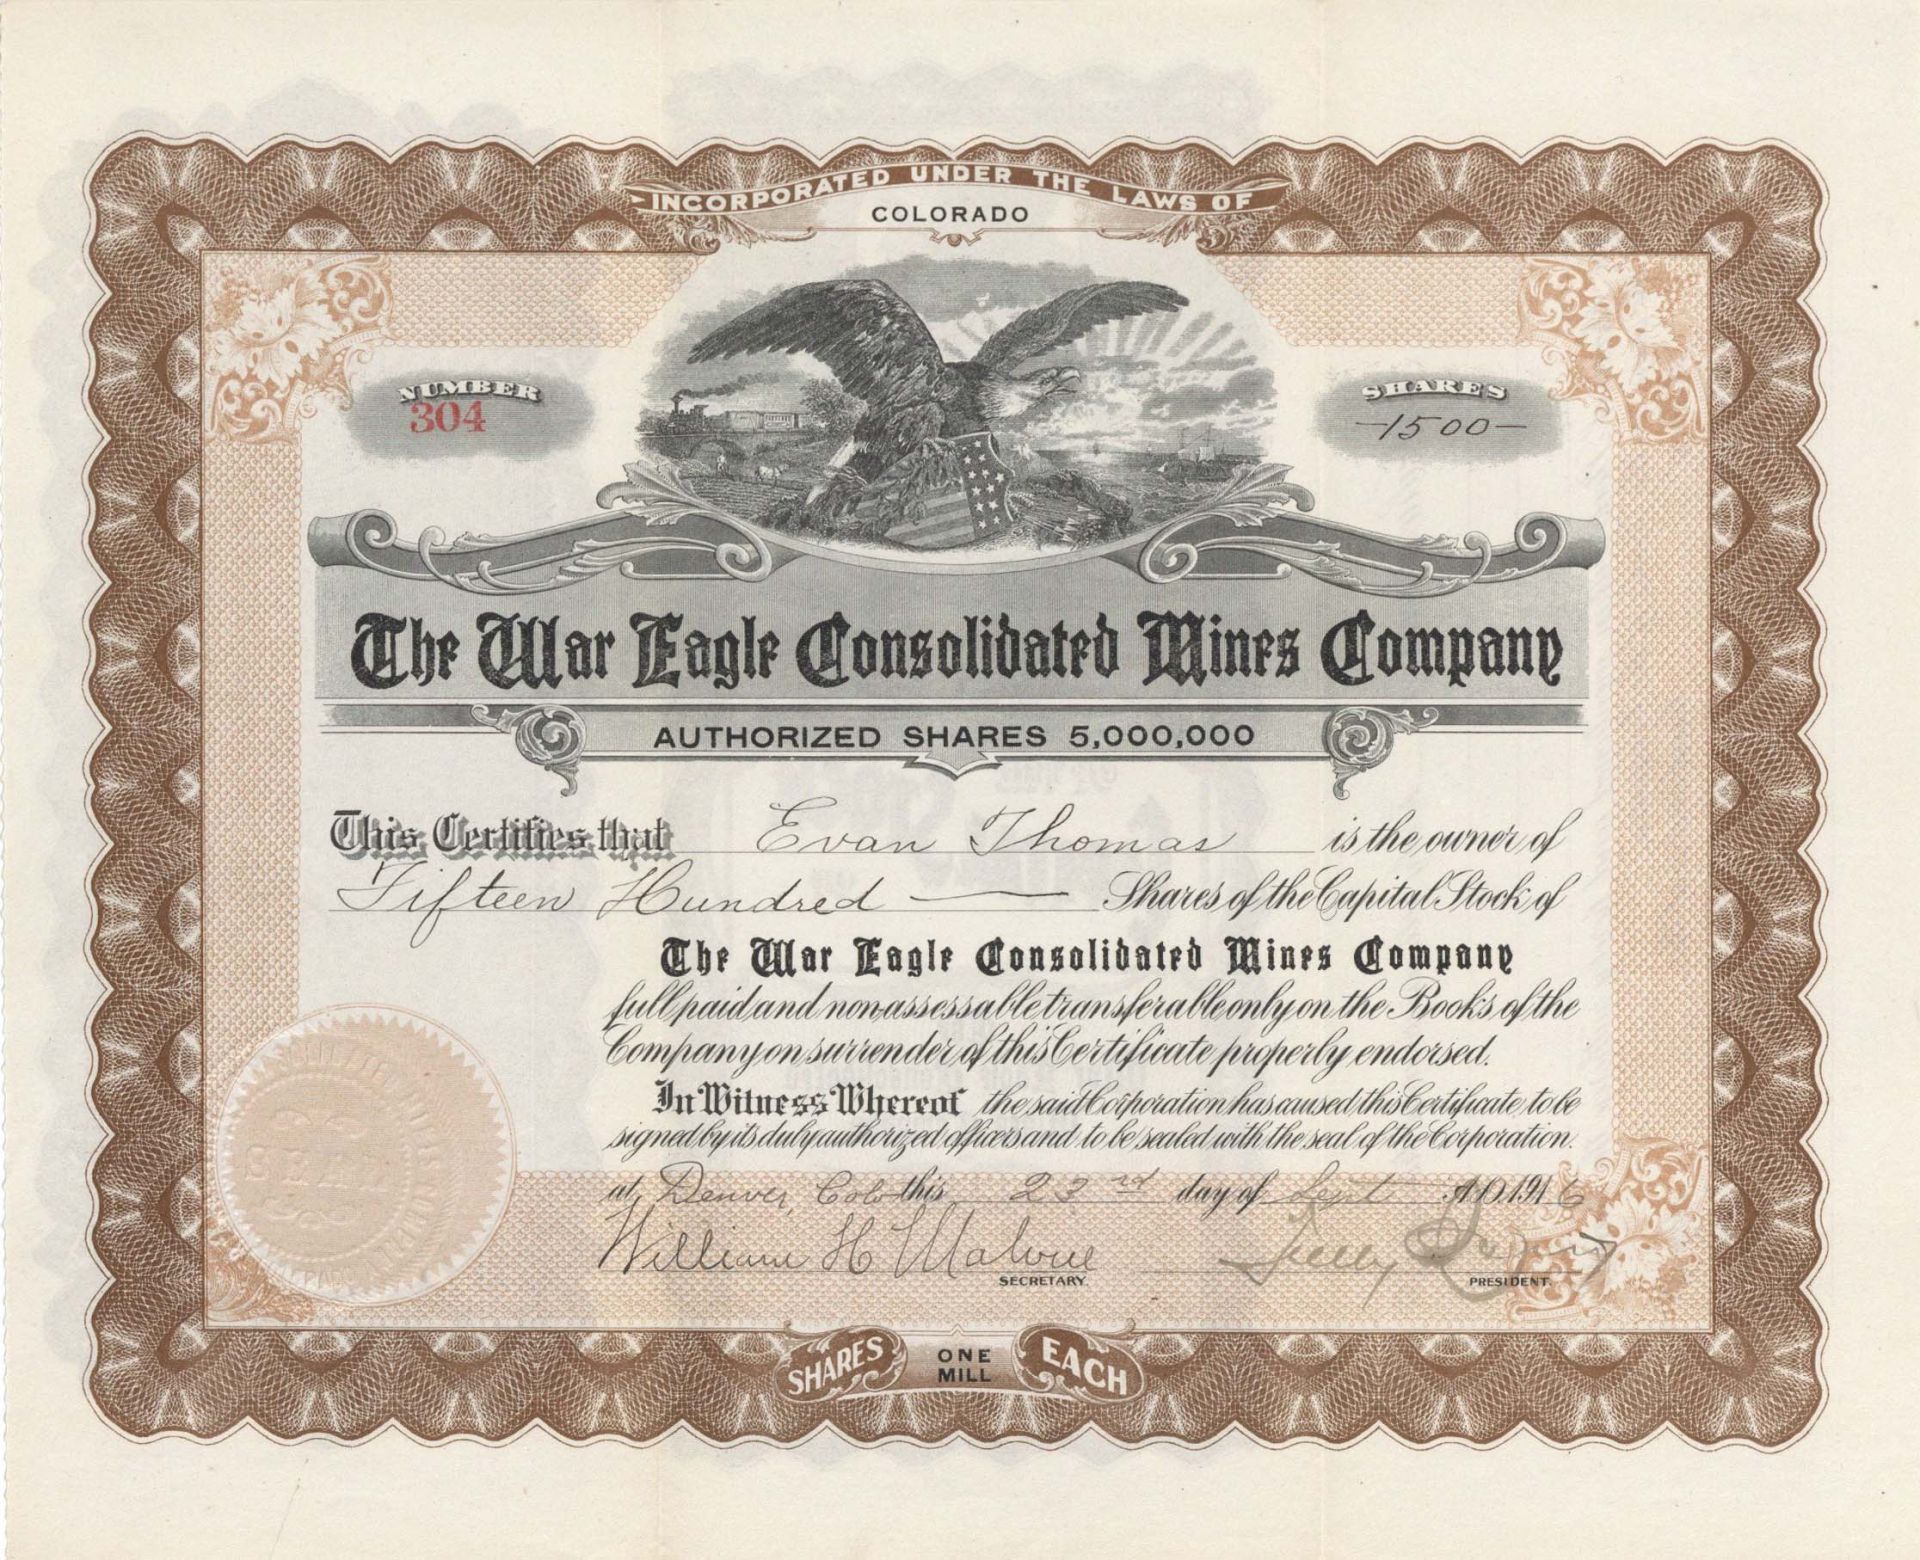 INCORPORATED UNDER THE LAWS OF
COLORADO
NUMBER
304
SHARES
-1500-
The War Eagle Consolidated Mines Company
AUTHORIZED SHARES 5,000,000
This Certifies that Evan Thomas is the owner of
Fifteen Hundred — Shares of the Capital Stock of
The War Eagle Consolidated Mines Company
full paid and non-assessable transferable only on the Books of the
Company on surrender of this Certificate properly endorsed.
In Witness Whereof the said Corporation has caused this Certificate to be
signed by its duly authorized officers and to be sealed with the seal of the Corporation.
at Denver, Colo this 23rd day of Sept A.D. 1916
William H
SECRETARY.
PRESIDENT.
SEAL
SHARES ONE MILL EACH